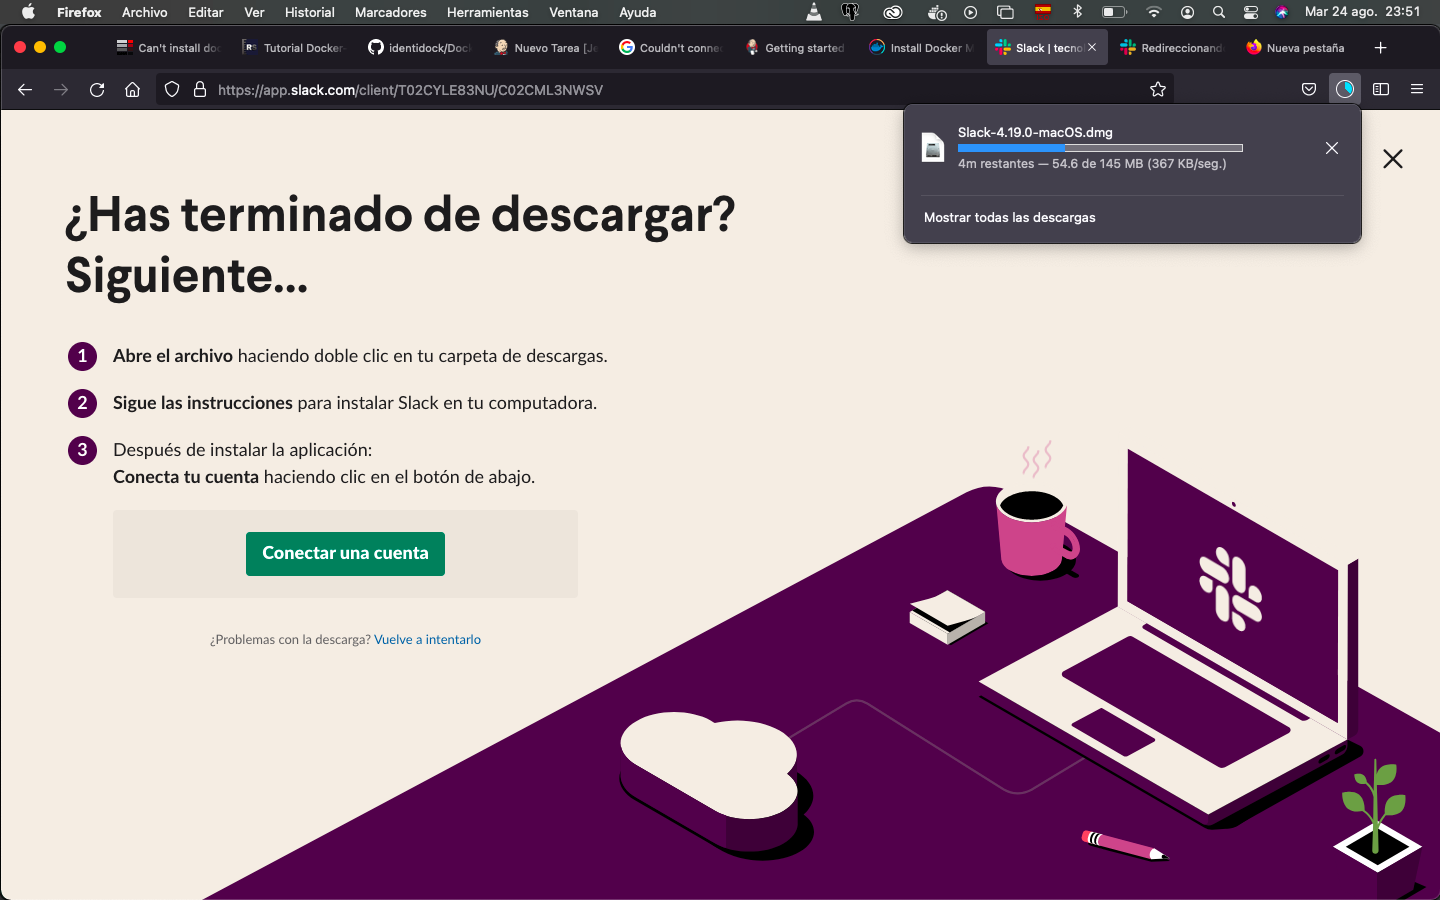 Firefox Archivo Editar Ver Historial Marcadores Herramientas Ventana Ayuda Mar 24 ago. 23:51
Can't install doc Tutorial Docker- identidock/Dock Nuevo Tarea [Je Couldn't connec Getting started Install Docker M Slack | tecnol Redireccionand Nueva pestaña
https://app.slack.com/client/T02CYLE83NU/C02CML3NWSV
Slack-4.19.0-macOS.dmg
4m restantes — 54.6 de 145 MB (367 KB/seg.)
Mostrar todas las descargas
¿Has terminado de descargar?
Siguiente...
1 Abre el archivo haciendo doble clic en tu carpeta de descargas.
2 Sigue las instrucciones para instalar Slack en tu computadora.
3 Después de instalar la aplicación:
Conecta tu cuenta haciendo clic en el botón de abajo.
Conectar una cuenta
¿Problemas con la descarga? Vuelve a intentarlo